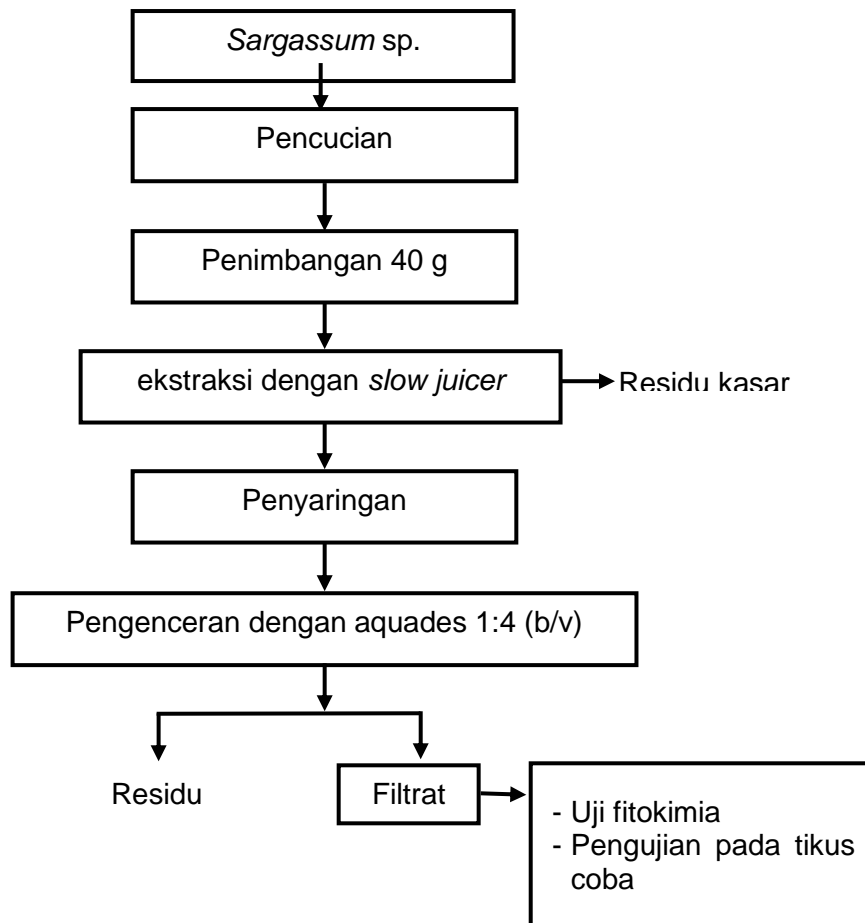 Sargassum sp.
Pencucian
Penimbangan 40 g
ekstraksi dengan slow juicer
Residu kasar
Penyaringan
Pengenceran dengan aquades 1:4 (b/v)
Residu
Filtrat
- Uji fitokimia
- Pengujian pada tikus
coba